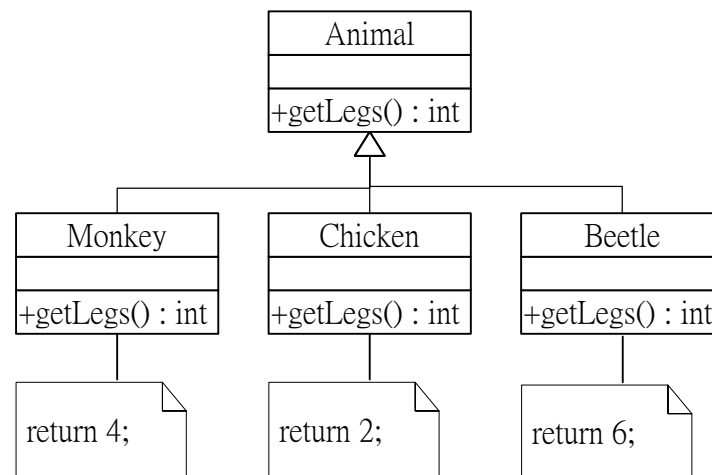 Animal
+getLegs() : int
Monkey
Chicken
Beetle
+getLegs() : int
+getLegs() : int
+getLegs() : int
return 4;
return 2;
return 6;